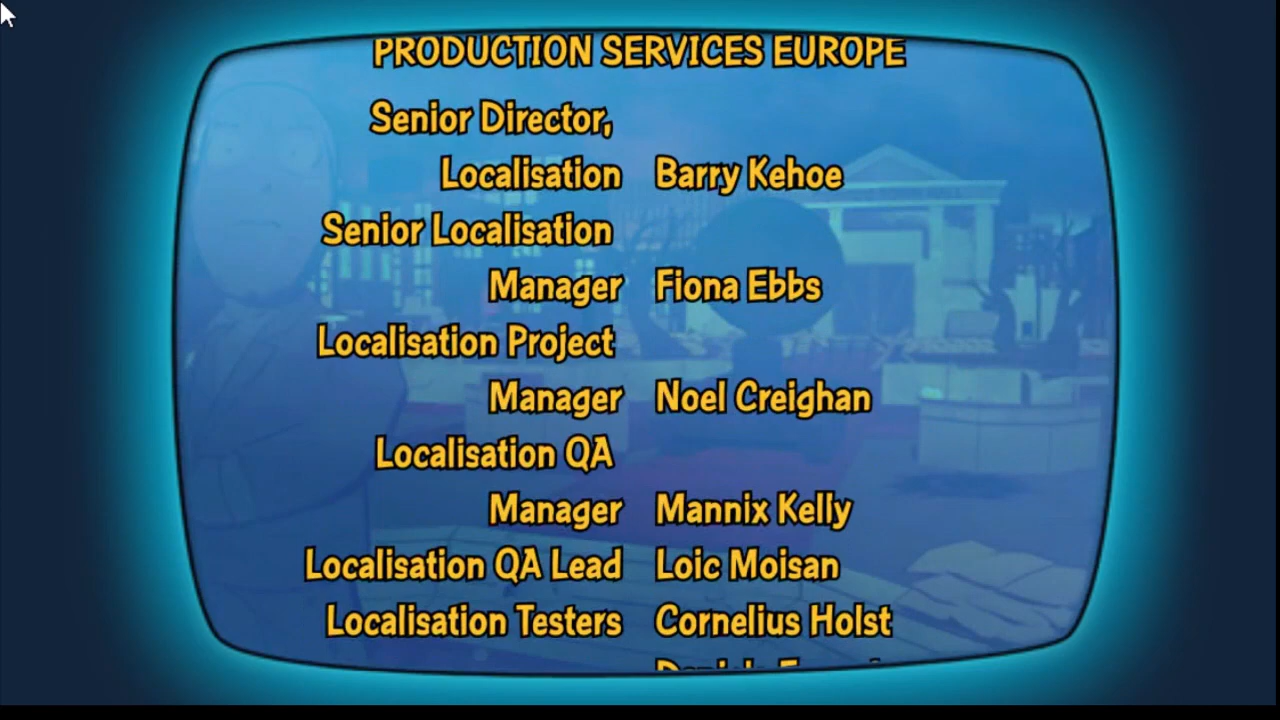 PRODUCTION SERVICES EUROPE
Senior Director,
Localisation Barry Kehoe
Senior Localisation
Manager Fiona Ebbs
Localisation Project
Manager Noel Creighan
Localisation QA
Manager Mannix Kelly
Localisation QA Lead Loic Moisan
Localisation Testers Cornelius Holst